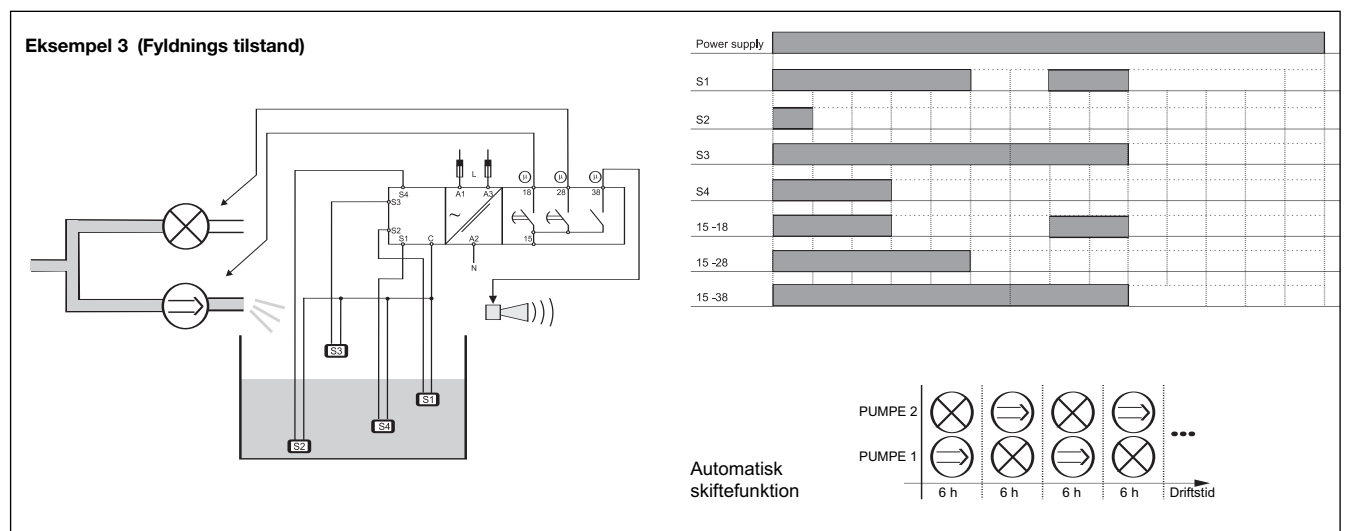 Eksempel 3 (Fyldnings tilstand)
L
μ
μ
μ
S4
A1
A3
18
28
38
S3
~
S2
S1
C
A2
15
N
S3
S1
S4
S2
Power supply
S1
S2
S3
S4
15 -18
15 -28
15 -38
PUMPE 2
PUMPE 1
Automatisk
skiftefunktion
6 h
6 h
6 h
6 h
Driftstid